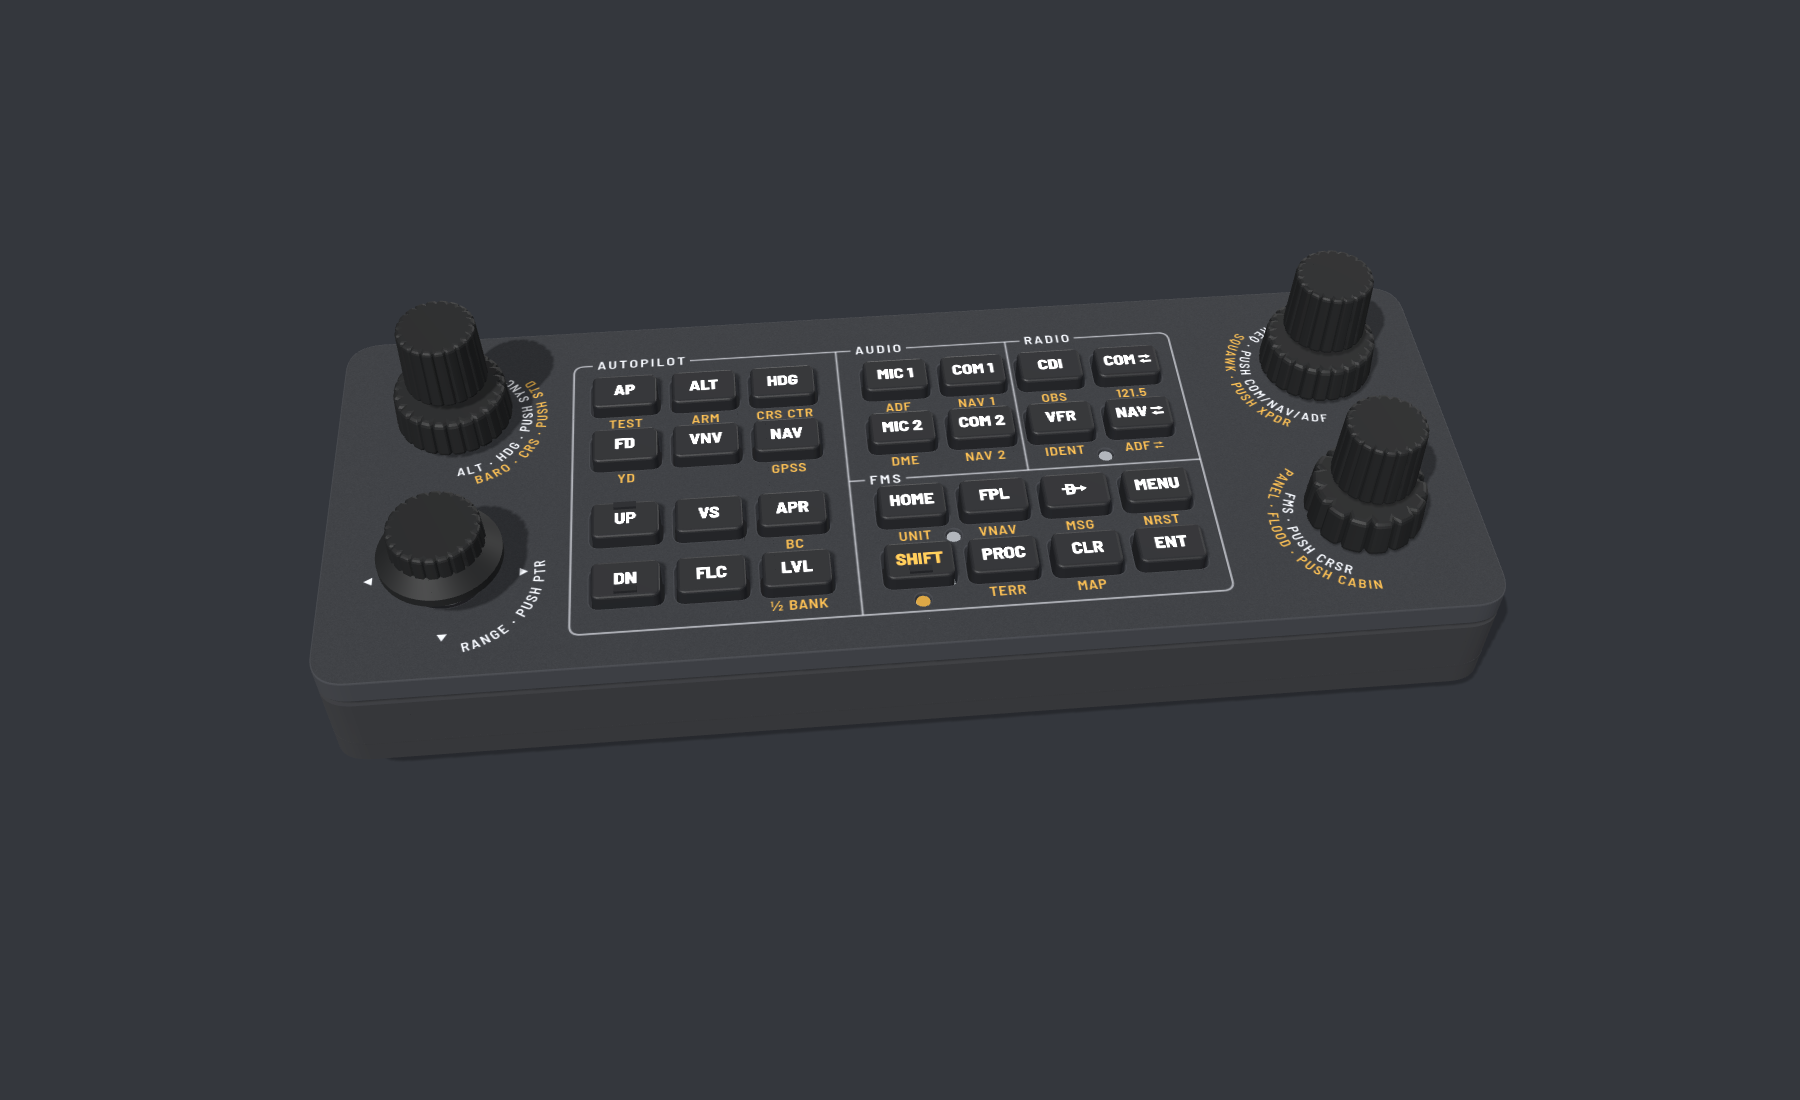 AUTOPILOT
AP ALT HDG
TEST ARM CRS CTR
FD VNV NAV
YD GPSS
UP VS APR
BC
DN FLC LVL
½ BANK
AUDIO
MIC 1 COM 1
ADF NAV 1
MIC 2 COM 2
DME NAV 2
RADIO
CDI COM ⇄
OBS 121.5
VFR NAV ⇄
IDENT ADF ⇄
FMS
HOME FPL D→ MENU
UNIT VNAV MSG NRST
SHIFT PROC CLR ENT
TERR MAP
ALT · HDG · PUSH SYNC
BARO · CRS · PUSH STD
RANGE · PUSH PTR
PUSH COM/NAV/ADF
SQUAWK · PUSH XPDR
FMS · PUSH CRSR
PANEL · FLOOD · PUSH CABIN